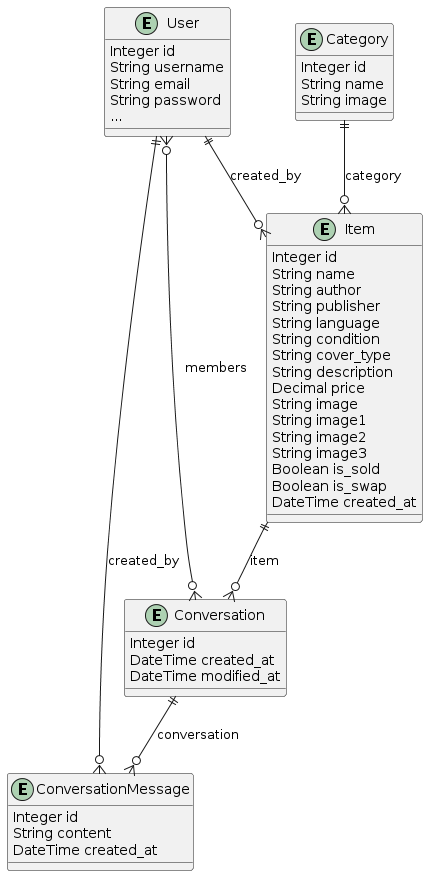 E User
Integer id
String username
String email
String password
...
E Category
Integer id
String name
String image
created_by
category
E Item
Integer id
String name
String author
String publisher
String language
String condition
String cover_type
String description
Decimal price
String image
String image1
String image2
String image3
Boolean is_sold
Boolean is_swap
DateTime created_at
members
created_by
item
E Conversation
Integer id
DateTime created_at
DateTime modified_at
conversation
E ConversationMessage
Integer id
String content
DateTime created_at